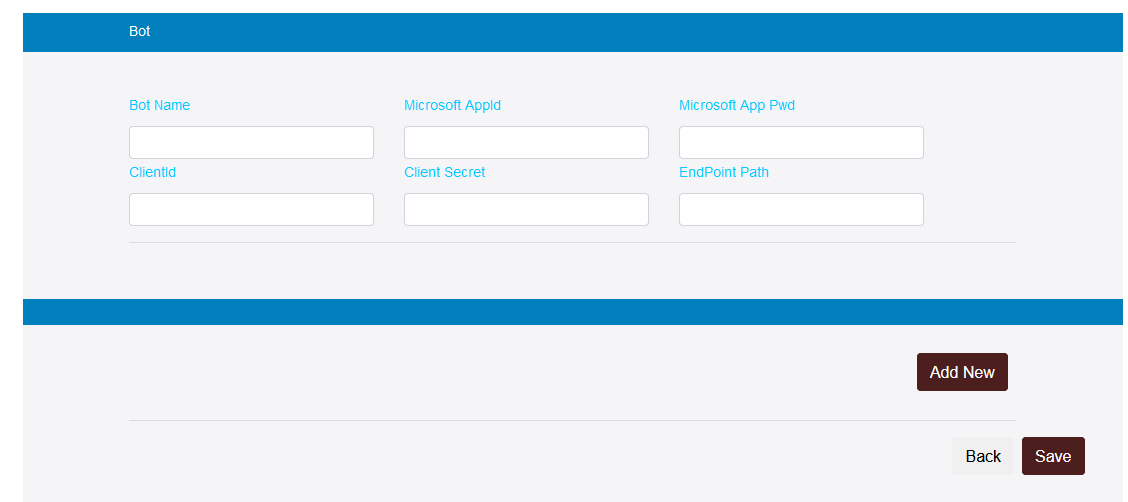 Bot
Bot Name Microsoft AppId Microsoft App Pwd
ClientId Client Secret EndPoint Path
Add New
Back Save